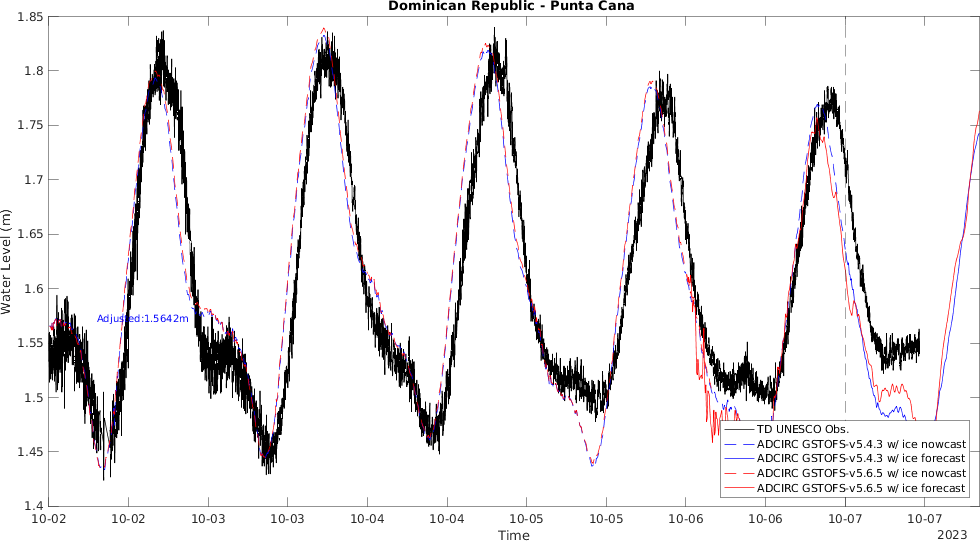 Dominican Republic - Punta Cana
1.85
1.8
1.75
1.7
1.65
1.6
1.55
1.5
1.45
1.4
Water Level (m)
Adjusted:1.5642m
TD UNESCO Obs.
ADCIRC GSTOFS-v5.4.3 w/ ice nowcast
ADCIRC GSTOFS-v5.4.3 w/ ice forecast
ADCIRC GSTOFS-v5.6.5 w/ ice nowcast
ADCIRC GSTOFS-v5.6.5 w/ ice forecast
10-02 10-02 10-03 10-03 10-04 10-04 10-05 10-05 10-06 10-06 10-07 10-07
Time
2023